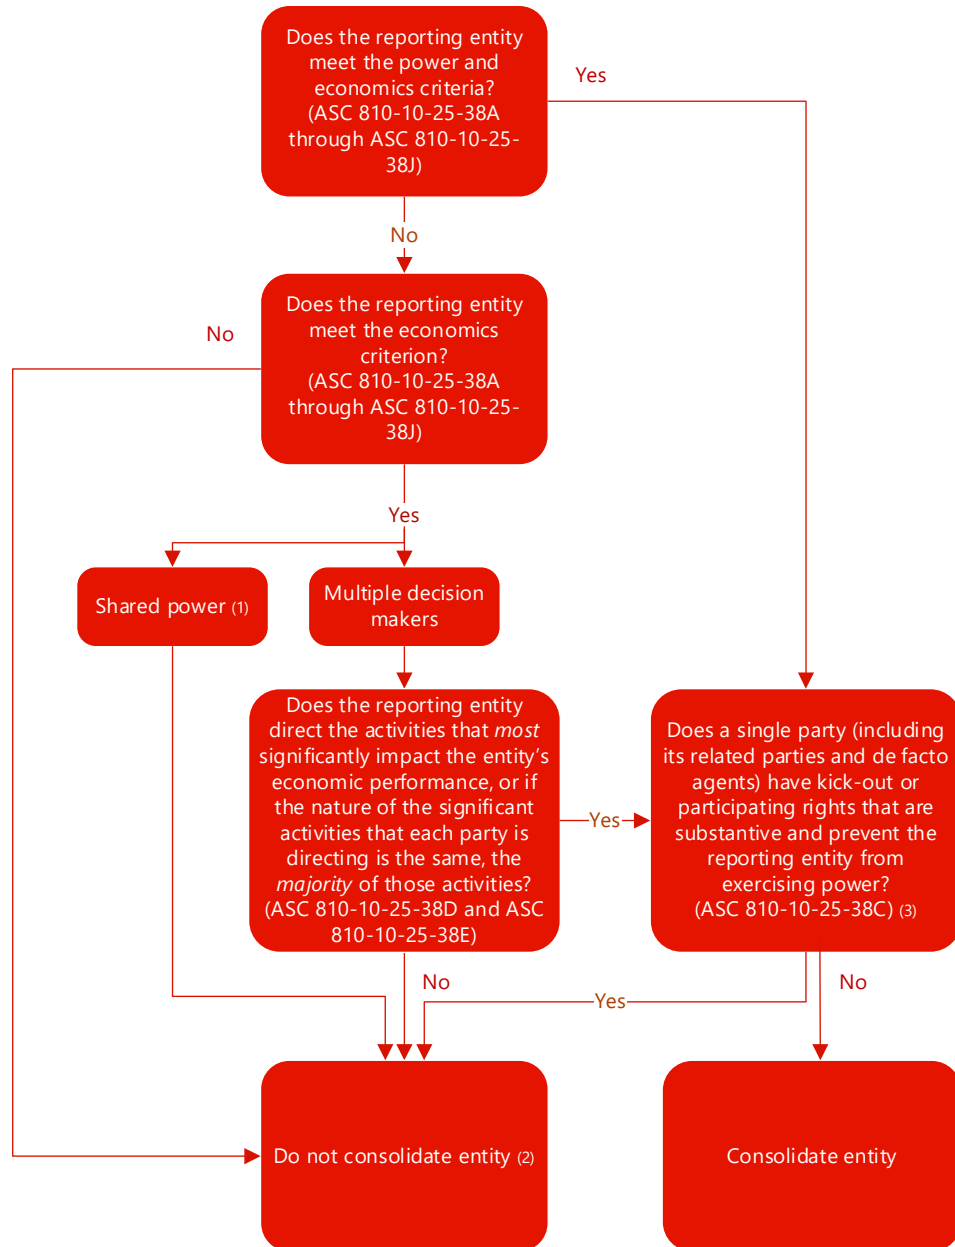 Does the reporting entity
meet the power and
economics criteria?
(ASC 810-10-25-38A
through ASC 810-10-25-
38J)
Yes
No
Does the reporting entity
meet the economics
criterion?
(ASC 810-10-25-38A
through ASC 810-10-25-
38J)
No
Yes
Shared power (1)
Multiple decision
makers
Does the reporting entity
direct the activities that most
significantly impact the entity’s
economic performance, or if
the nature of the significant
activities that each party is
directing is the same, the
majority of those activities?
(ASC 810-10-25-38D and ASC
810-10-25-38E)
Yes
Does a single party (including
its related parties and de facto
agents) have kick-out or
participating rights that are
substantive and prevent the
reporting entity from
exercising power?
(ASC 810-10-25-38C) (3)
No
Yes
No
Do not consolidate entity (2)
Consolidate entity